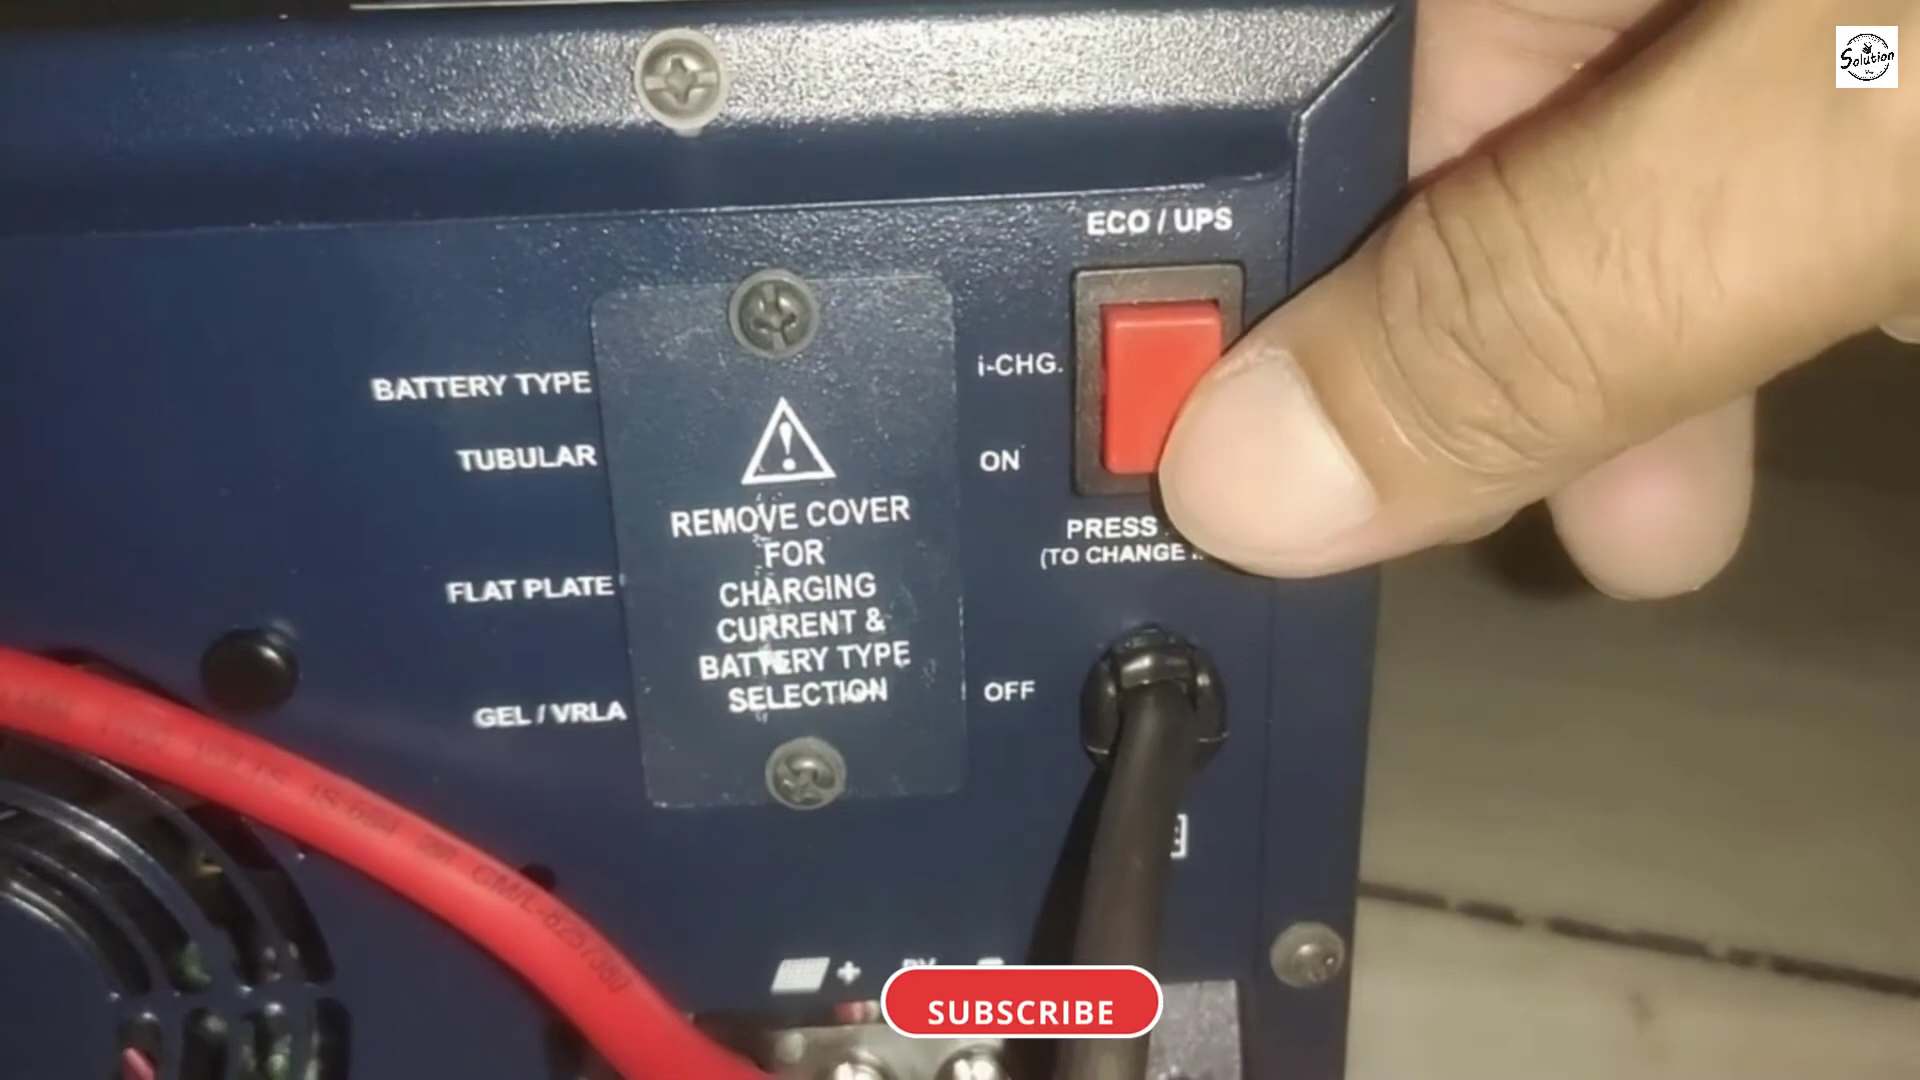 Solution
ECO / UPS
i-CHG.
BATTERY TYPE
TUBULAR
ON
REMOVE COVER
FOR
CHARGING
CURRENT &
BATTERY TYPE
SELECTION
PRESS
(TO CHANGE
FLAT PLATE
GEL / VRLA
OFF
+
SUBSCRIBE